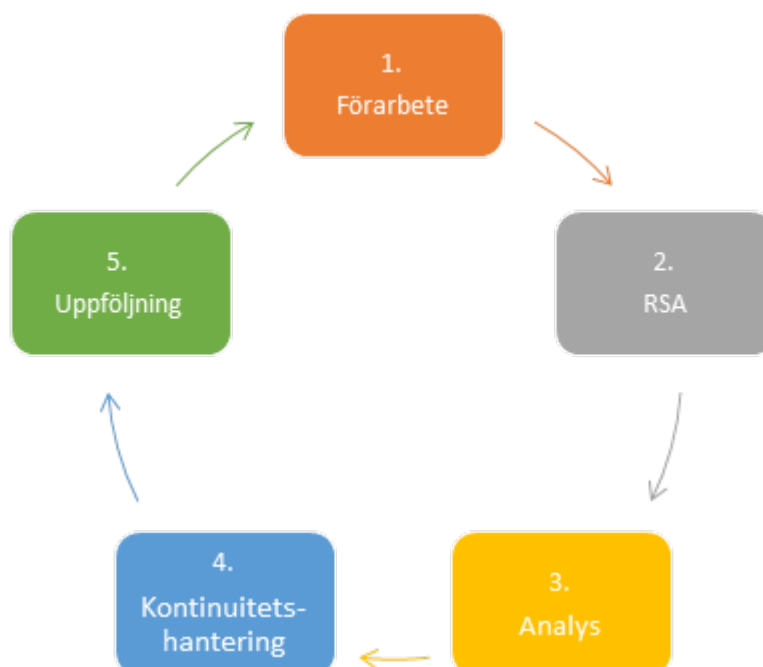 1.
Förarbete
2.
RSA
3.
Analys
4.
Kontinuitets-
hantering
5.
Uppföljning